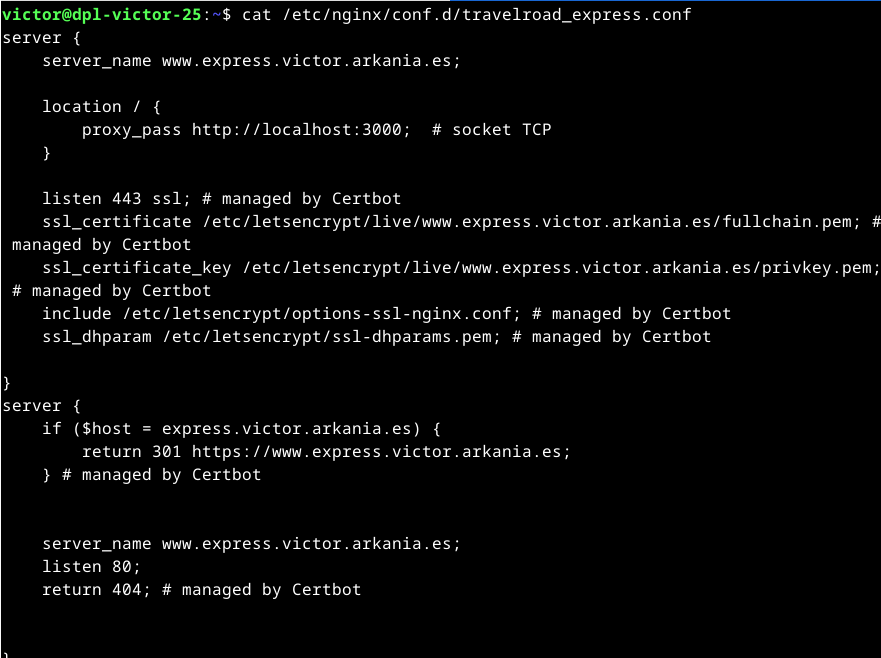 victor@dpl-victor-25:~$ cat /etc/nginx/conf.d/travelroad_express.conf
server {
    server_name www.express.victor.arkania.es;

    location / {
        proxy_pass http://localhost:3000;  # socket TCP
    }

    listen 443 ssl; # managed by Certbot
    ssl_certificate /etc/letsencrypt/live/www.express.victor.arkania.es/fullchain.pem; #
 managed by Certbot
    ssl_certificate_key /etc/letsencrypt/live/www.express.victor.arkania.es/privkey.pem;
 # managed by Certbot
    include /etc/letsencrypt/options-ssl-nginx.conf; # managed by Certbot
    ssl_dhparam /etc/letsencrypt/ssl-dhparams.pem; # managed by Certbot

}
server {
    if ($host = express.victor.arkania.es) {
        return 301 https://www.express.victor.arkania.es;
    } # managed by Certbot


    server_name www.express.victor.arkania.es;
    listen 80;
    return 404; # managed by Certbot


}